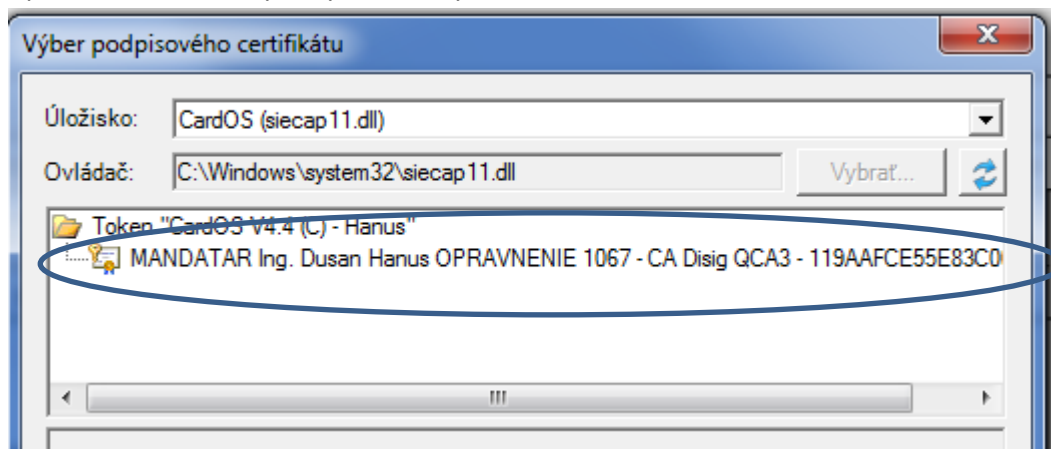 Výber podpisového certifikátu
Úložisko: CardOS (siecap11.dll)
Ovládač: C:\Windows\system32\siecap11.dll Vybrať...
Token "CardOS V4.4 (C) - Hanus"
MANDATAR Ing. Dusan Hanus OPRAVNENIE 1067 - CA Disig QCA3 - 119AAFCE55E83C0